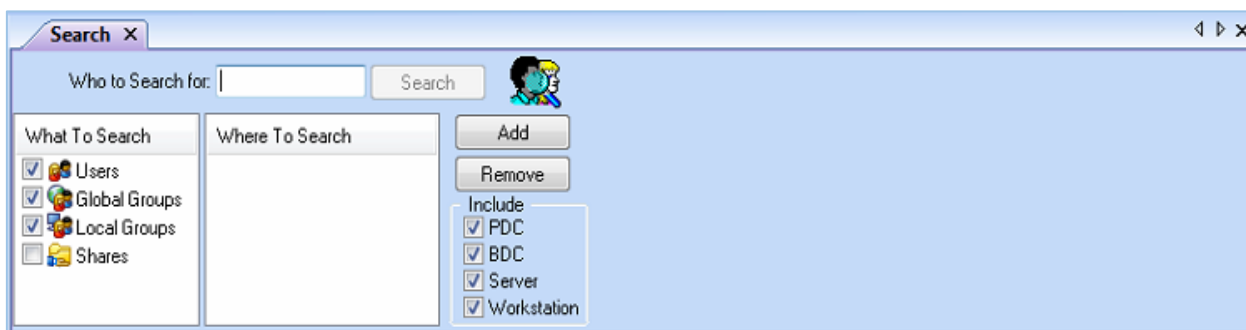 Search X
Who to Search for:
Search
What To Search
Users
Global Groups
Local Groups
Shares
Where To Search
Add
Remove
Include
PDC
BDC
Server
Workstation